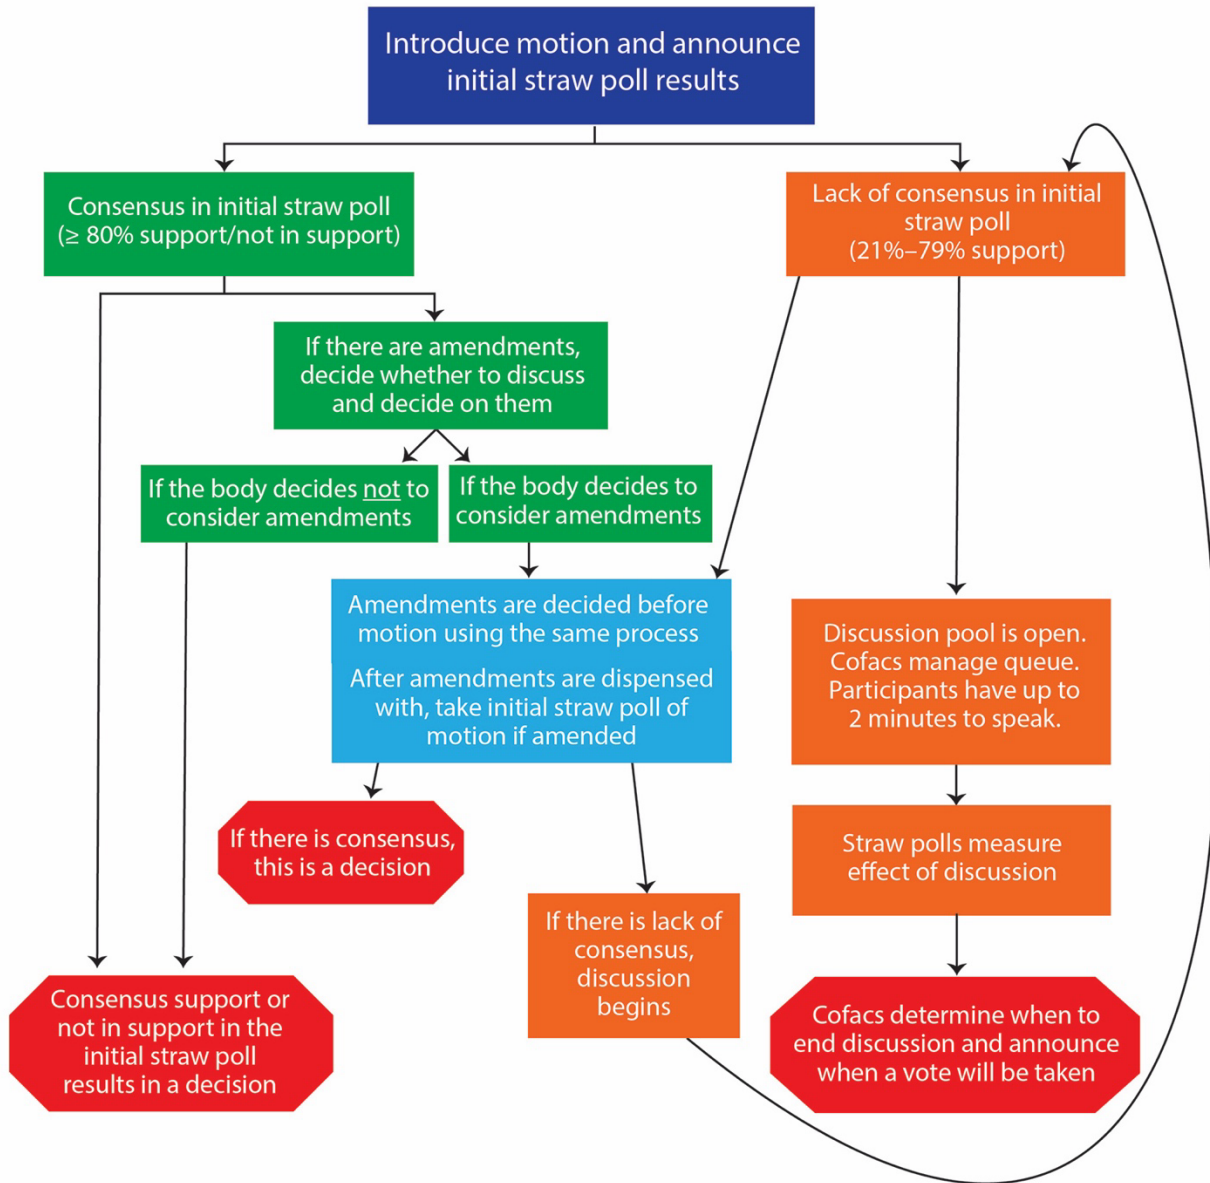 Introduce motion and announce
initial straw poll results
Consensus in initial straw poll
(≥ 80% support/not in support)
Lack of consensus in initial
straw poll
(21%–79% support)
If there are amendments,
decide whether to discuss
and decide on them
If the body decides not to
consider amendments
If the body decides to
consider amendments
Amendments are decided before
motion using the same process
After amendments are dispensed
with, take initial straw poll of
motion if amended
Discussion pool is open.
Cofacs manage queue.
Participants have up to
2 minutes to speak.
If there is consensus,
this is a decision
Straw polls measure
effect of discussion
If there is lack of
consensus,
discussion
begins
Consensus support or
not in support in the
initial straw poll
results in a decision
Cofacs determine when to
end discussion and announce
when a vote will be taken